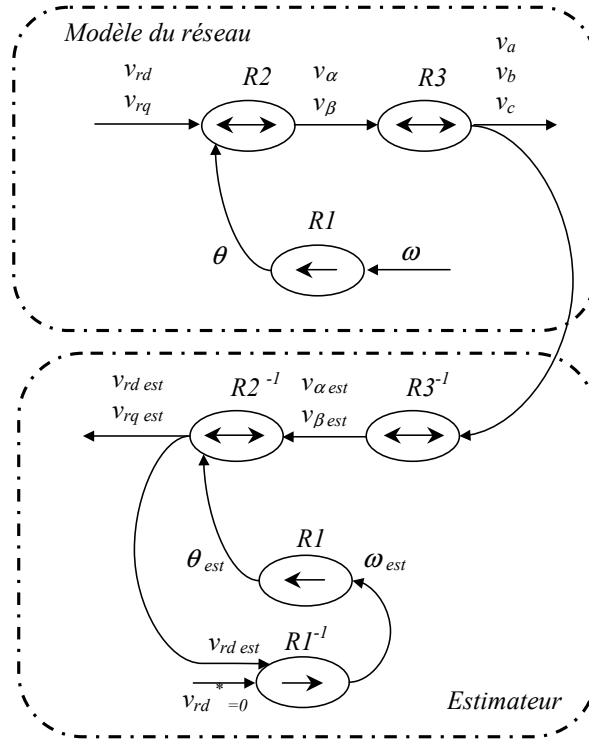 Modèle du réseau
v_rd
v_rq
R2
v_α
v_β
R3
v_a
v_b
v_c
R1
θ
ω
v_rd est
v_rq est
R2^-1
v_α est
v_β est
R3^-1
R1
θ_est
ω_est
v_rd est
R1^-1
v_rd^*=0
Estimateur